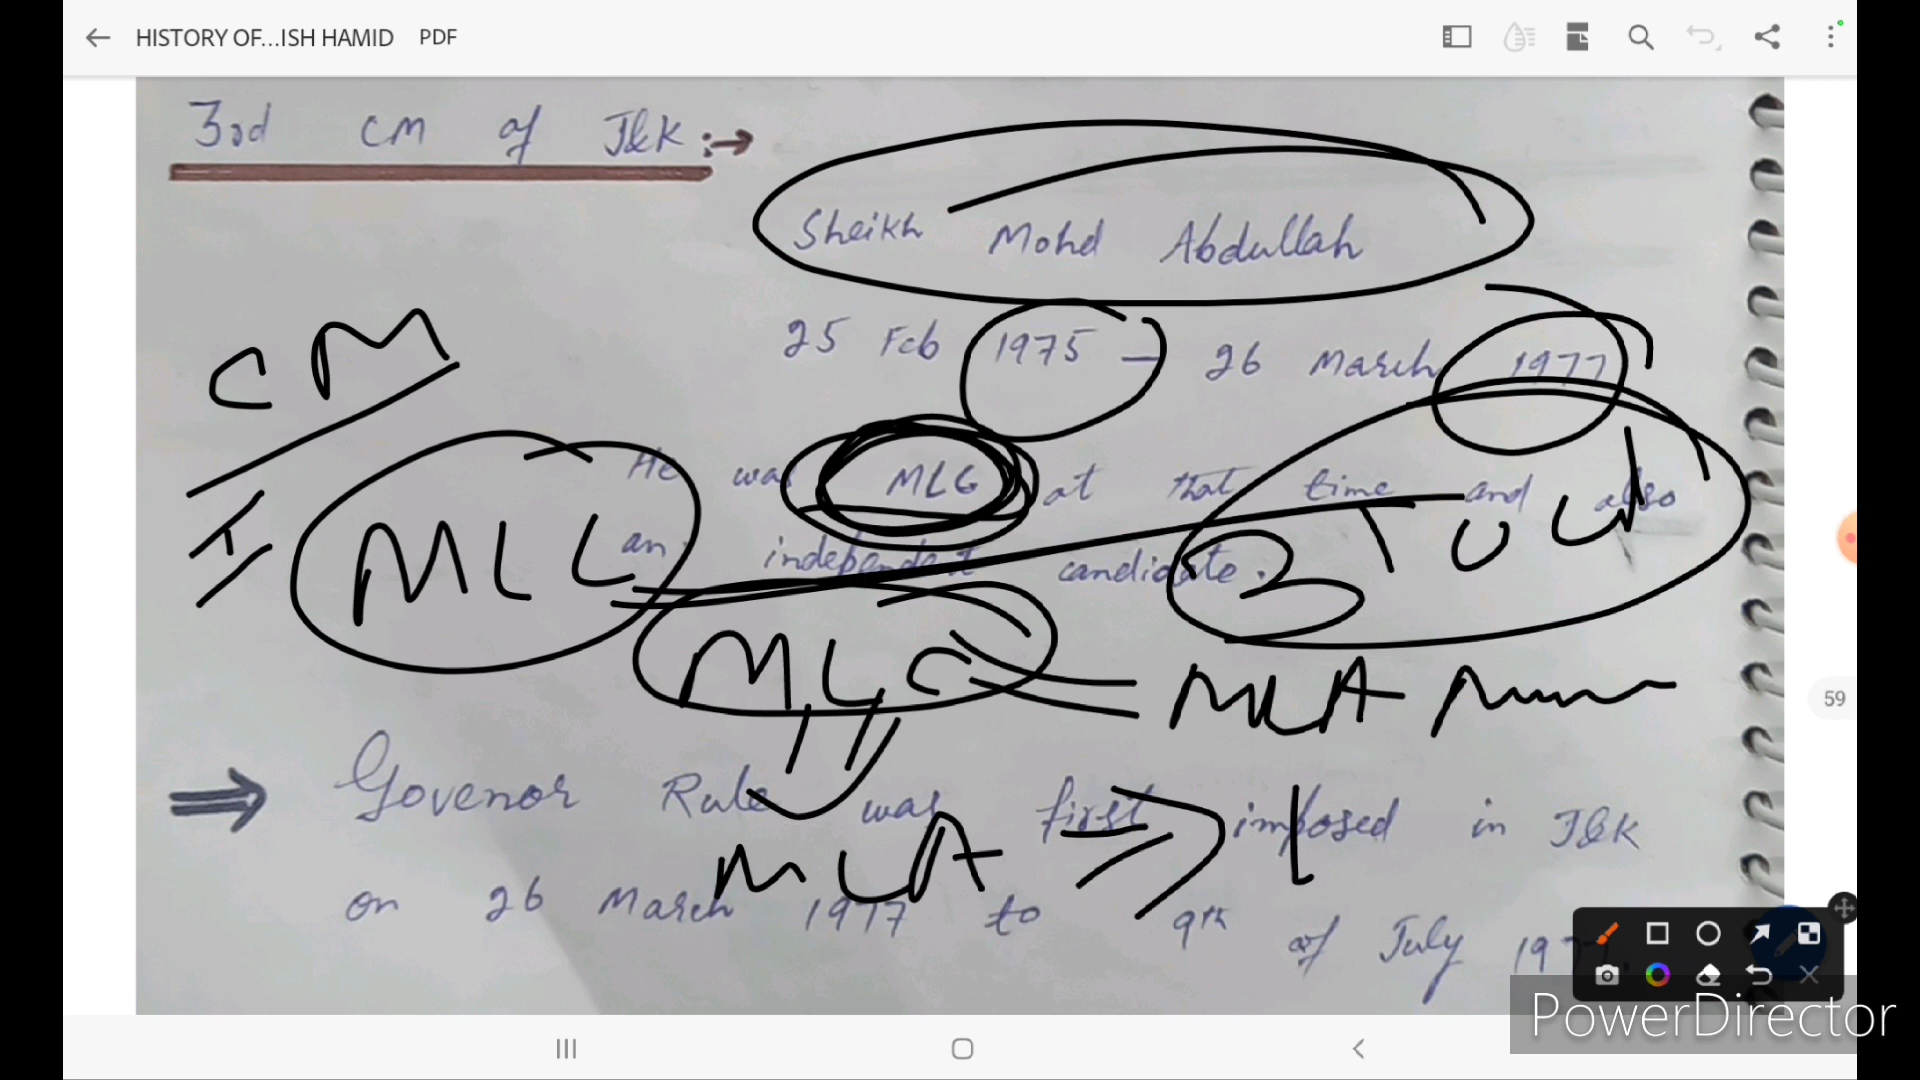 HISTORY OF...ISH HAMID PDF
3rd CM of J&K :→
Sheikh Mohd Abdullah
25 Feb 1975 — 26 March 1977
CM
He was MLC at that time and also
MLC
an independent candidate.
MLC MLA
Govenor Rule was first imposed in J&K
MLA
on 26 March 1977 to 9th of July 1977.
59
PowerDirector